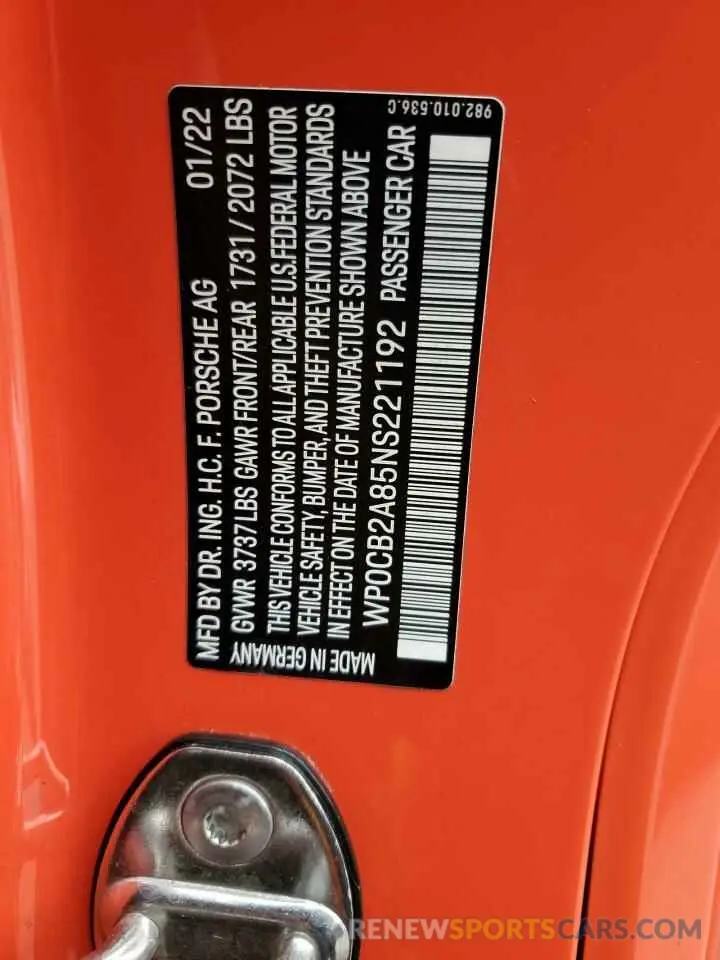 MFD BY DR. ING. H.C. F. PORSCHE AG 01/22
GVWR 3737 LBS GAWR FRONT/REAR 1731 / 2072 LBS
THIS VEHICLE CONFORMS TO ALL APPLICABLE U.S. FEDERAL MOTOR
VEHICLE SAFETY, BUMPER, AND THEFT PREVENTION STANDARDS
IN EFFECT ON THE DATE OF MANUFACTURE SHOWN ABOVE
WP0CB2A85NS221192 PASSENGER CAR
MADE IN GERMANY
982.010.536.C
RENEWSPORTSCARS.COM